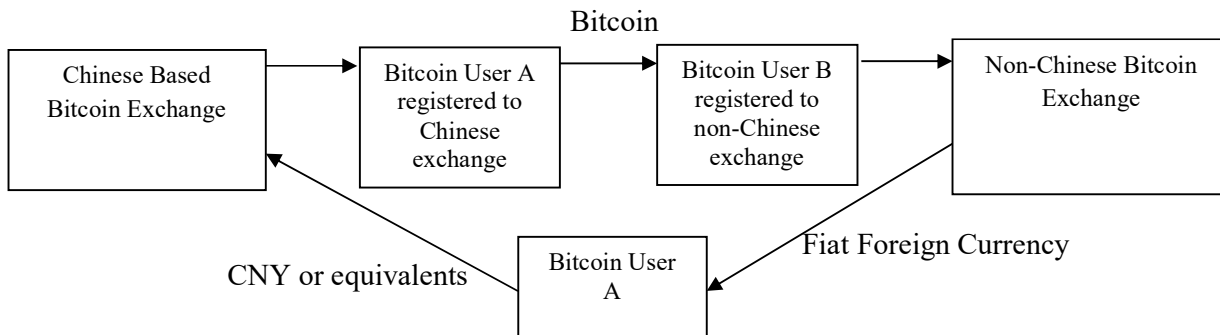 Bitcoin
Chinese Based
Bitcoin Exchange
Bitcoin User A
registered to
Chinese
exchange
Bitcoin User B
registered to
non-Chinese
exchange
Non-Chinese Bitcoin
Exchange
CNY or equivalents
Bitcoin User
A
Fiat Foreign Currency